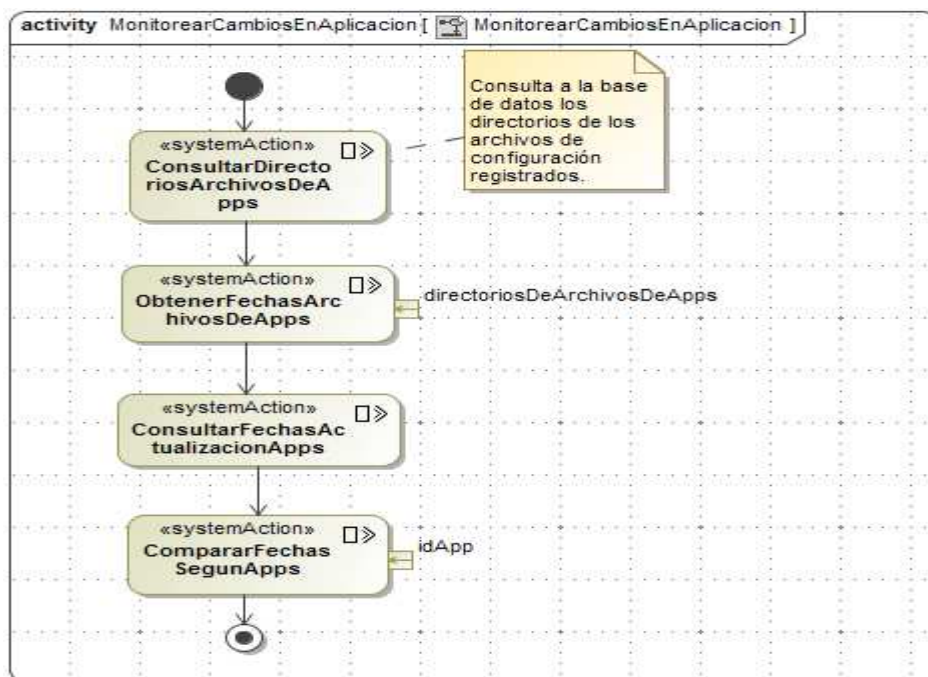 activity MonitorearCambiosEnAplicacion [ MonitorearCambiosEnAplicacion ]
Consulta a la base
de datos los
directorios de los
archivos de
configuración
registrados.
«systemAction»
ConsultarDirecto
riosArchivosDeA
pps
«systemAction»
ObtenerFechasArc
hivosDeApps
directoriosDeArchivosDeApps
«systemAction»
ConsultarFechasAc
tualizacionApps
«systemAction»
CompararFechas
SegunApps
idApp